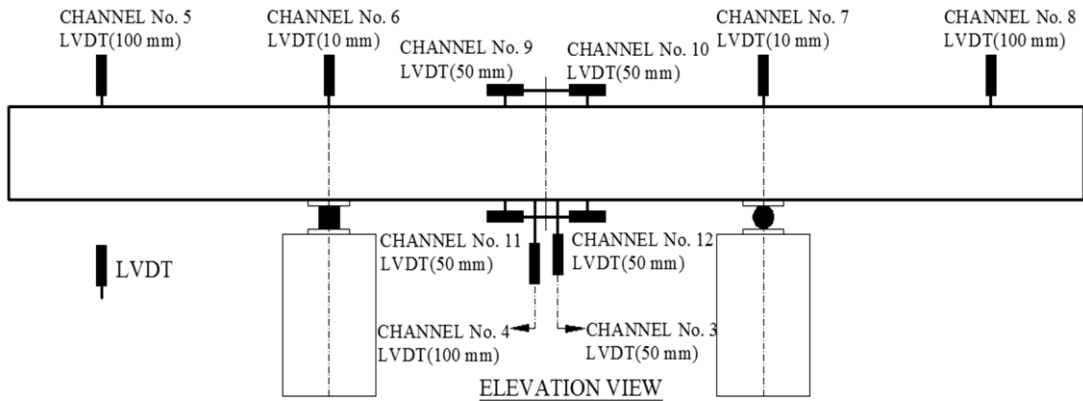 CHANNEL No. 5
LVDT(100 mm)
CHANNEL No. 6
LVDT(10 mm)
CHANNEL No. 9
LVDT(50 mm)
CHANNEL No. 10
LVDT(50 mm)
CHANNEL No. 7
LVDT(10 mm)
CHANNEL No. 8
LVDT(100 mm)
LVDT
CHANNEL No. 11
LVDT(50 mm)
CHANNEL No. 12
LVDT(50 mm)
CHANNEL No. 4
LVDT(100 mm)
CHANNEL No. 3
LVDT(50 mm)
ELEVATION VIEW